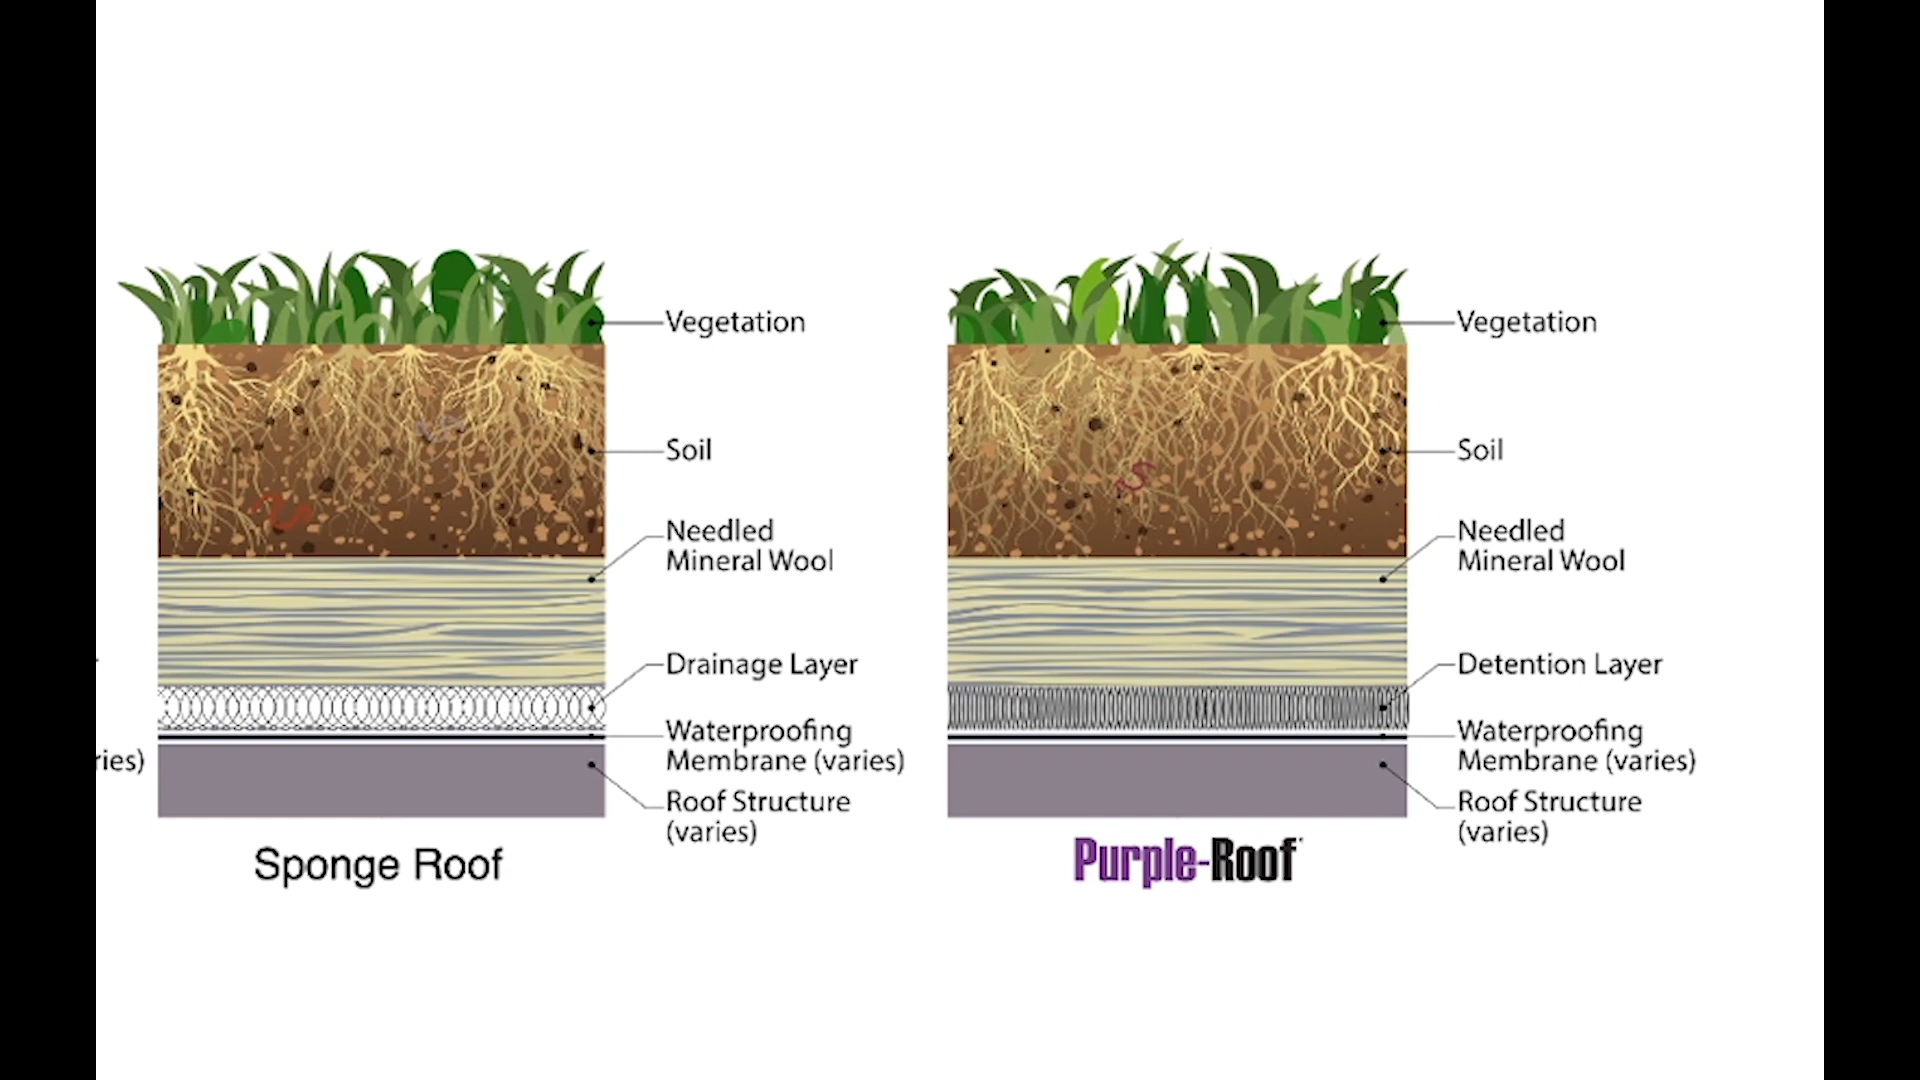 Vegetation
Soil
Needled
Mineral Wool
Drainage Layer
Waterproofing
Membrane (varies)
Roof Structure
(varies)
Sponge Roof
Vegetation
Soil
Needled
Mineral Wool
Detention Layer
Waterproofing
Membrane (varies)
Roof Structure
(varies)
Purple-Roof
ries)